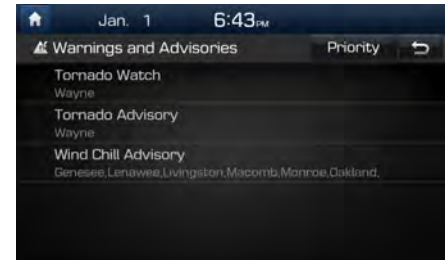 Jan. 1 6:43PM
Warnings and Advisories Priority
Tornado Watch
Wayne
Tornado Advisory
Wayne
Wind Chill Advisory
Genesee,Lenawee,Livingston,Macomb,Monroe,Oakland,